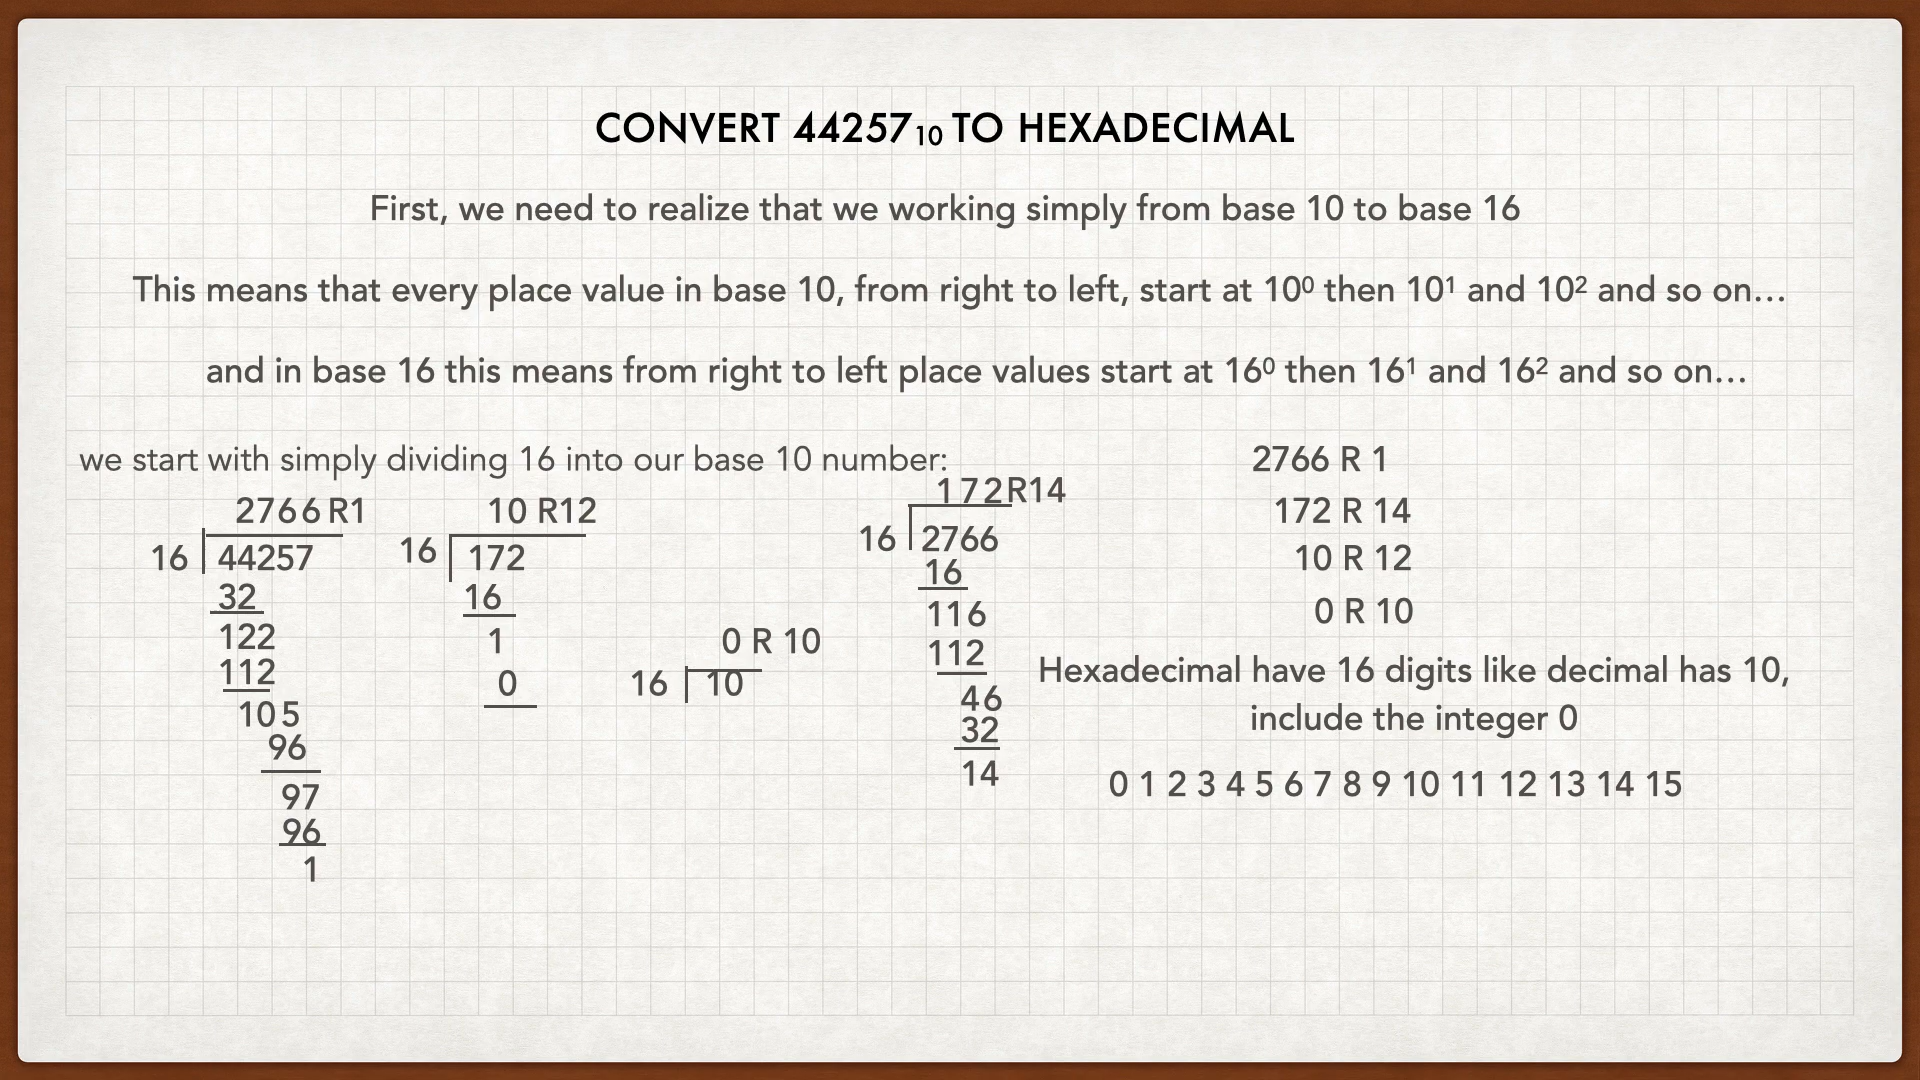 CONVERT 44257₁₀ TO HEXADECIMAL
First, we need to realize that we working simply from base 10 to base 16
This means that every place value in base 10, from right to left, start at 10⁰ then 10¹ and 10² and so on…
and in base 16 this means from right to left place values start at 16⁰ then 16¹ and 16² and so on…
we start with simply dividing 16 into our base 10 number:
2766 R1
16 44257
32
122
112
105
96
97
96
1
10 R12
16 172
16
1
0
0 R 10
16 10
172 R14
16 2766
16
116
112
46
32
14
2766 R 1
172 R 14
10 R 12
0 R 10
Hexadecimal have 16 digits like decimal has 10,
include the integer 0
0 1 2 3 4 5 6 7 8 9 10 11 12 13 14 15